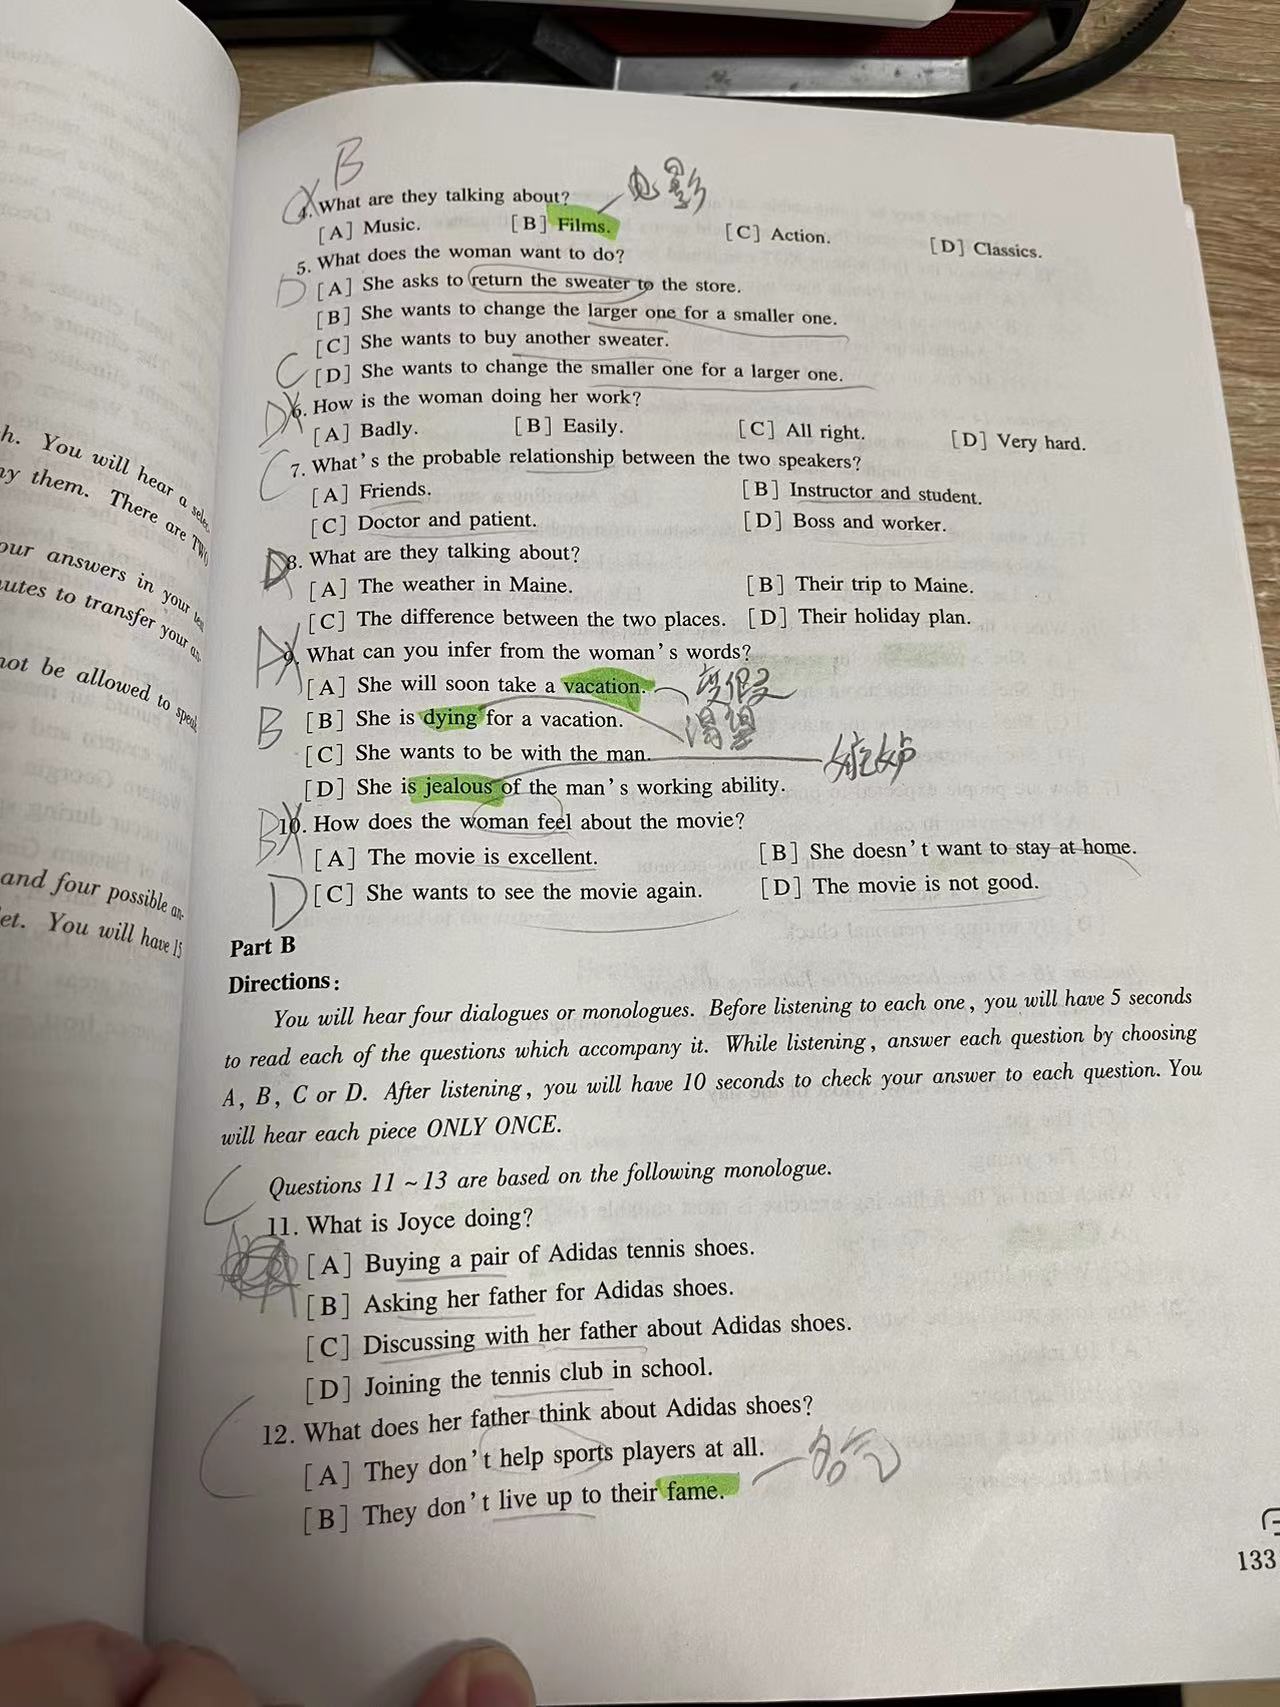 h. You will hear a selec
ny them. There are TWO
our answers in your
utes to transfer your an-
not be allowed to speak
and four possible an-
let. You will have 15
B
C 4. What are they talking about? 电影
[A] Music. [B] Films. [C] Action. [D] Classics.
5. What does the woman want to do?
D [A] She asks to return the sweater to the store.
[B] She wants to change the larger one for a smaller one.
[C] She wants to buy another sweater.
C [D] She wants to change the smaller one for a larger one.
D 6. How is the woman doing her work?
[A] Badly. [B] Easily. [C] All right. [D] Very hard.
C 7. What's the probable relationship between the two speakers?
[A] Friends. [B] Instructor and student.
[C] Doctor and patient. [D] Boss and worker.
D 8. What are they talking about?
[A] The weather in Maine. [B] Their trip to Maine.
[C] The difference between the two places. [D] Their holiday plan.
A 9. What can you infer from the woman's words?
[A] She will soon take a vacation. 度假
B [B] She is dying for a vacation. 渴望
[C] She wants to be with the man. 嫉妒
[D] She is jealous of the man's working ability.
B 10. How does the woman feel about the movie?
[A] The movie is excellent. [B] She doesn't want to stay at home.
D [C] She wants to see the movie again. [D] The movie is not good.
Part B
Directions:
You will hear four dialogues or monologues. Before listening to each one, you will have 5 seconds
to read each of the questions which accompany it. While listening, answer each question by choosing
A, B, C or D. After listening, you will have 10 seconds to check your answer to each question. You
will hear each piece ONLY ONCE.
C Questions 11 ~ 13 are based on the following monologue.
11. What is Joyce doing?
[A] Buying a pair of Adidas tennis shoes.
[B] Asking her father for Adidas shoes.
[C] Discussing with her father about Adidas shoes.
[D] Joining the tennis club in school.
C 12. What does her father think about Adidas shoes?
[A] They don't help sports players at all. 名气
[B] They don't live up to their fame.
133